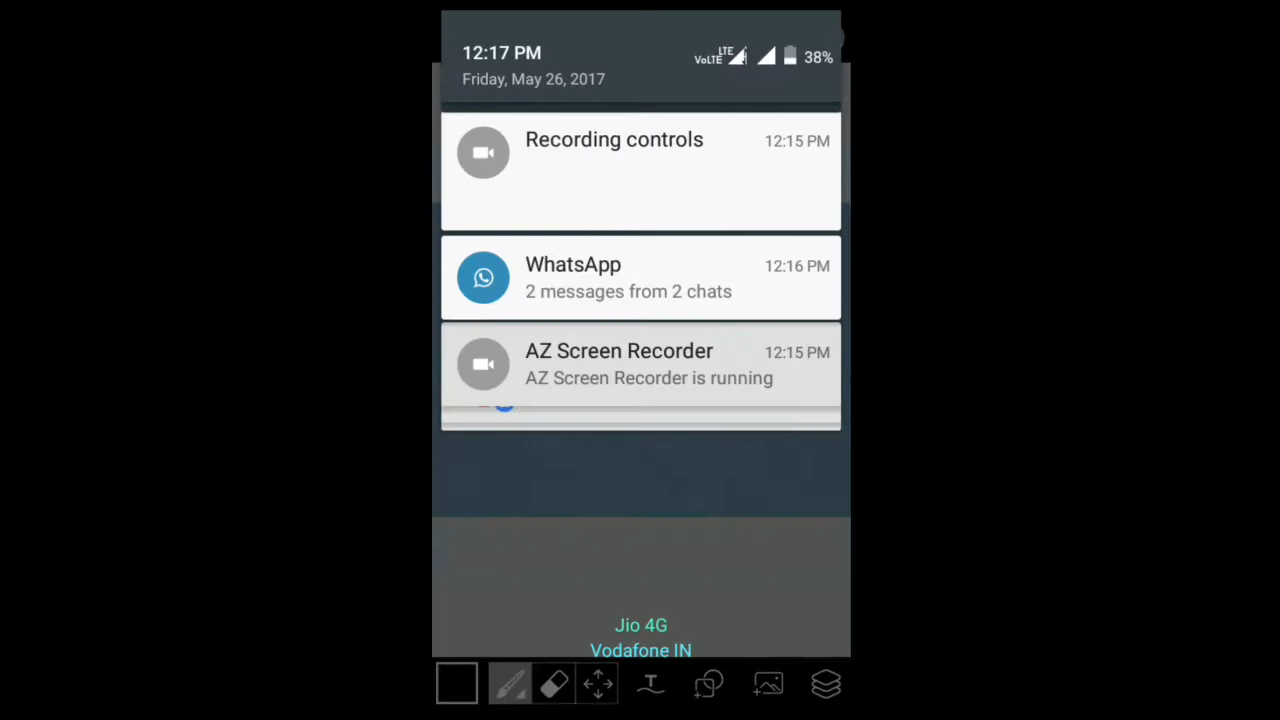 12:17 PM
VoLTE LTE 38%
Friday, May 26, 2017
Recording controls 12:15 PM
WhatsApp 12:16 PM
2 messages from 2 chats
AZ Screen Recorder 12:15 PM
AZ Screen Recorder is running
Jio 4G
Vodafone IN
T